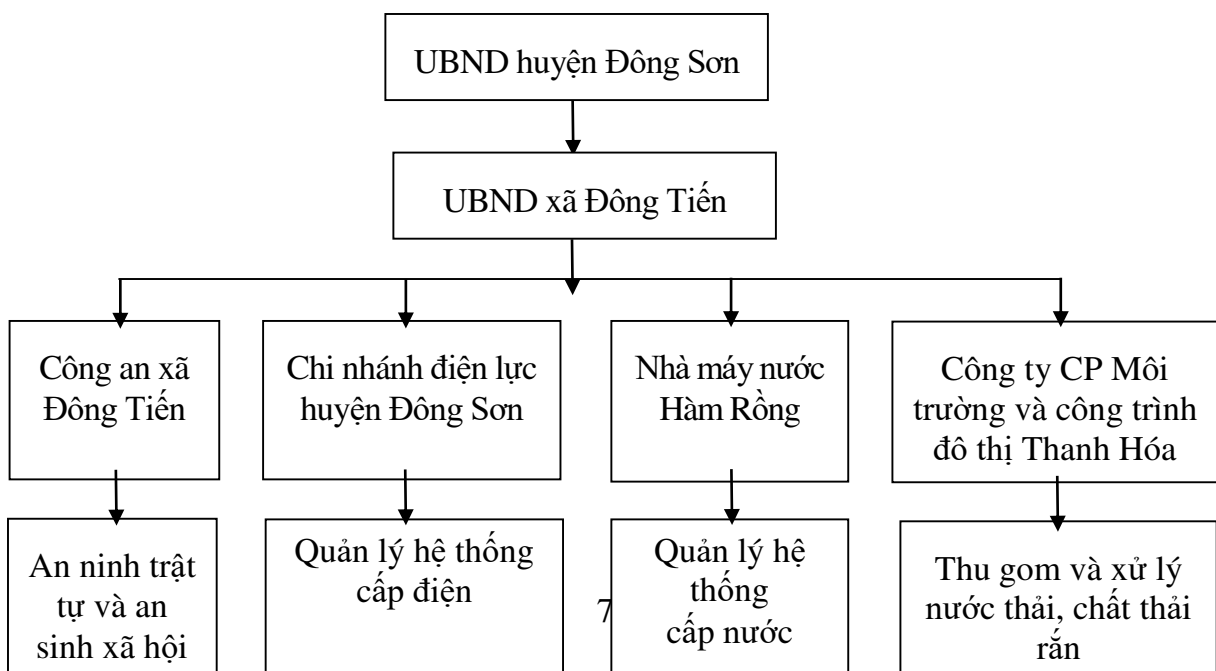 UBND huyện Đông Sơn
UBND xã Đông Tiến
Công an xã
Đông Tiến
Chi nhánh điện lực
huyện Đông Sơn
Nhà máy nước
Hàm Rồng
Công ty CP Môi
trường và công trình
đô thị Thanh Hóa
An ninh trật
tự và an
sinh xã hội
Quản lý hệ thống
cấp điện
7
Quản lý hệ
thống
cấp nước
Thu gom và xử lý
nước thải, chất thải
rắn